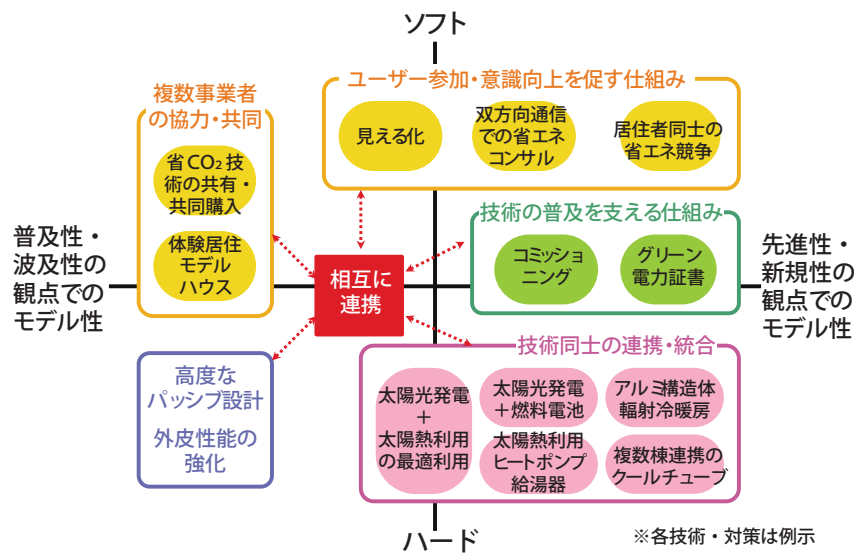 ソフト
ユーザー参加・意識向上を促す仕組み
見える化
双方向通信
での省エネ
コンサル
居住者同士の
省エネ競争
複数事業者
の協力・共同
省CO₂技
術の共有・
共同購入
体験居住
モデル
ハウス
技術の普及を支える仕組み
コミッショ
ニング
グリーン
電力証書
普及性・
波及性の
観点での
モデル性
相互に
連携
先進性・
新規性の
観点での
モデル性
高度な
パッシブ設計
外皮性能の
強化
技術同士の連携・統合
太陽光発電
＋
太陽熱利用
の最適利用
太陽光発電
＋燃料電池
アルミ構造体
輻射冷暖房
太陽熱利用
ヒートポンプ
給湯器
複数棟連携の
クールチューブ
ハード
※各技術・対策は例示